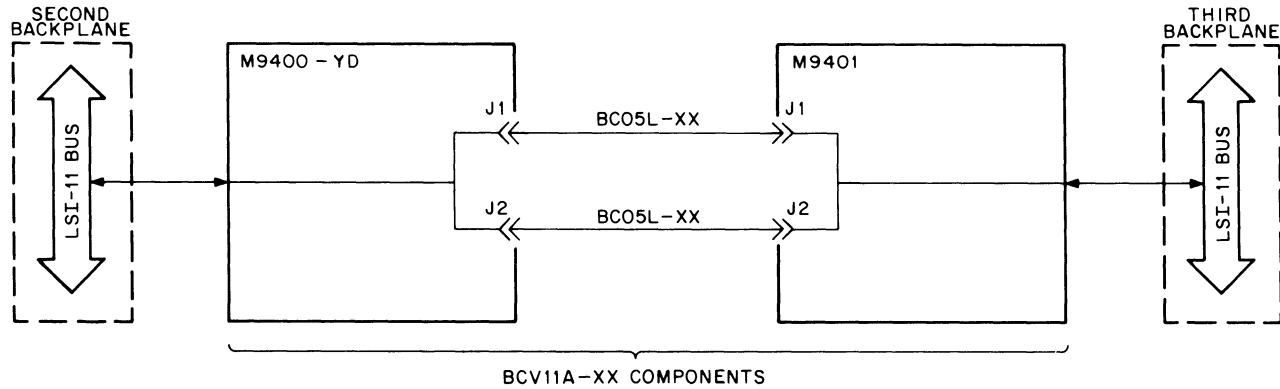 SECOND
BACKPLANE
THIRD
BACKPLANE
M9400-YD
M9401
J1
BC05L-XX
J1
LSI-11 BUS
LSI-11 BUS
J2
BC05L-XX
J2
BCV11A-XX COMPONENTS